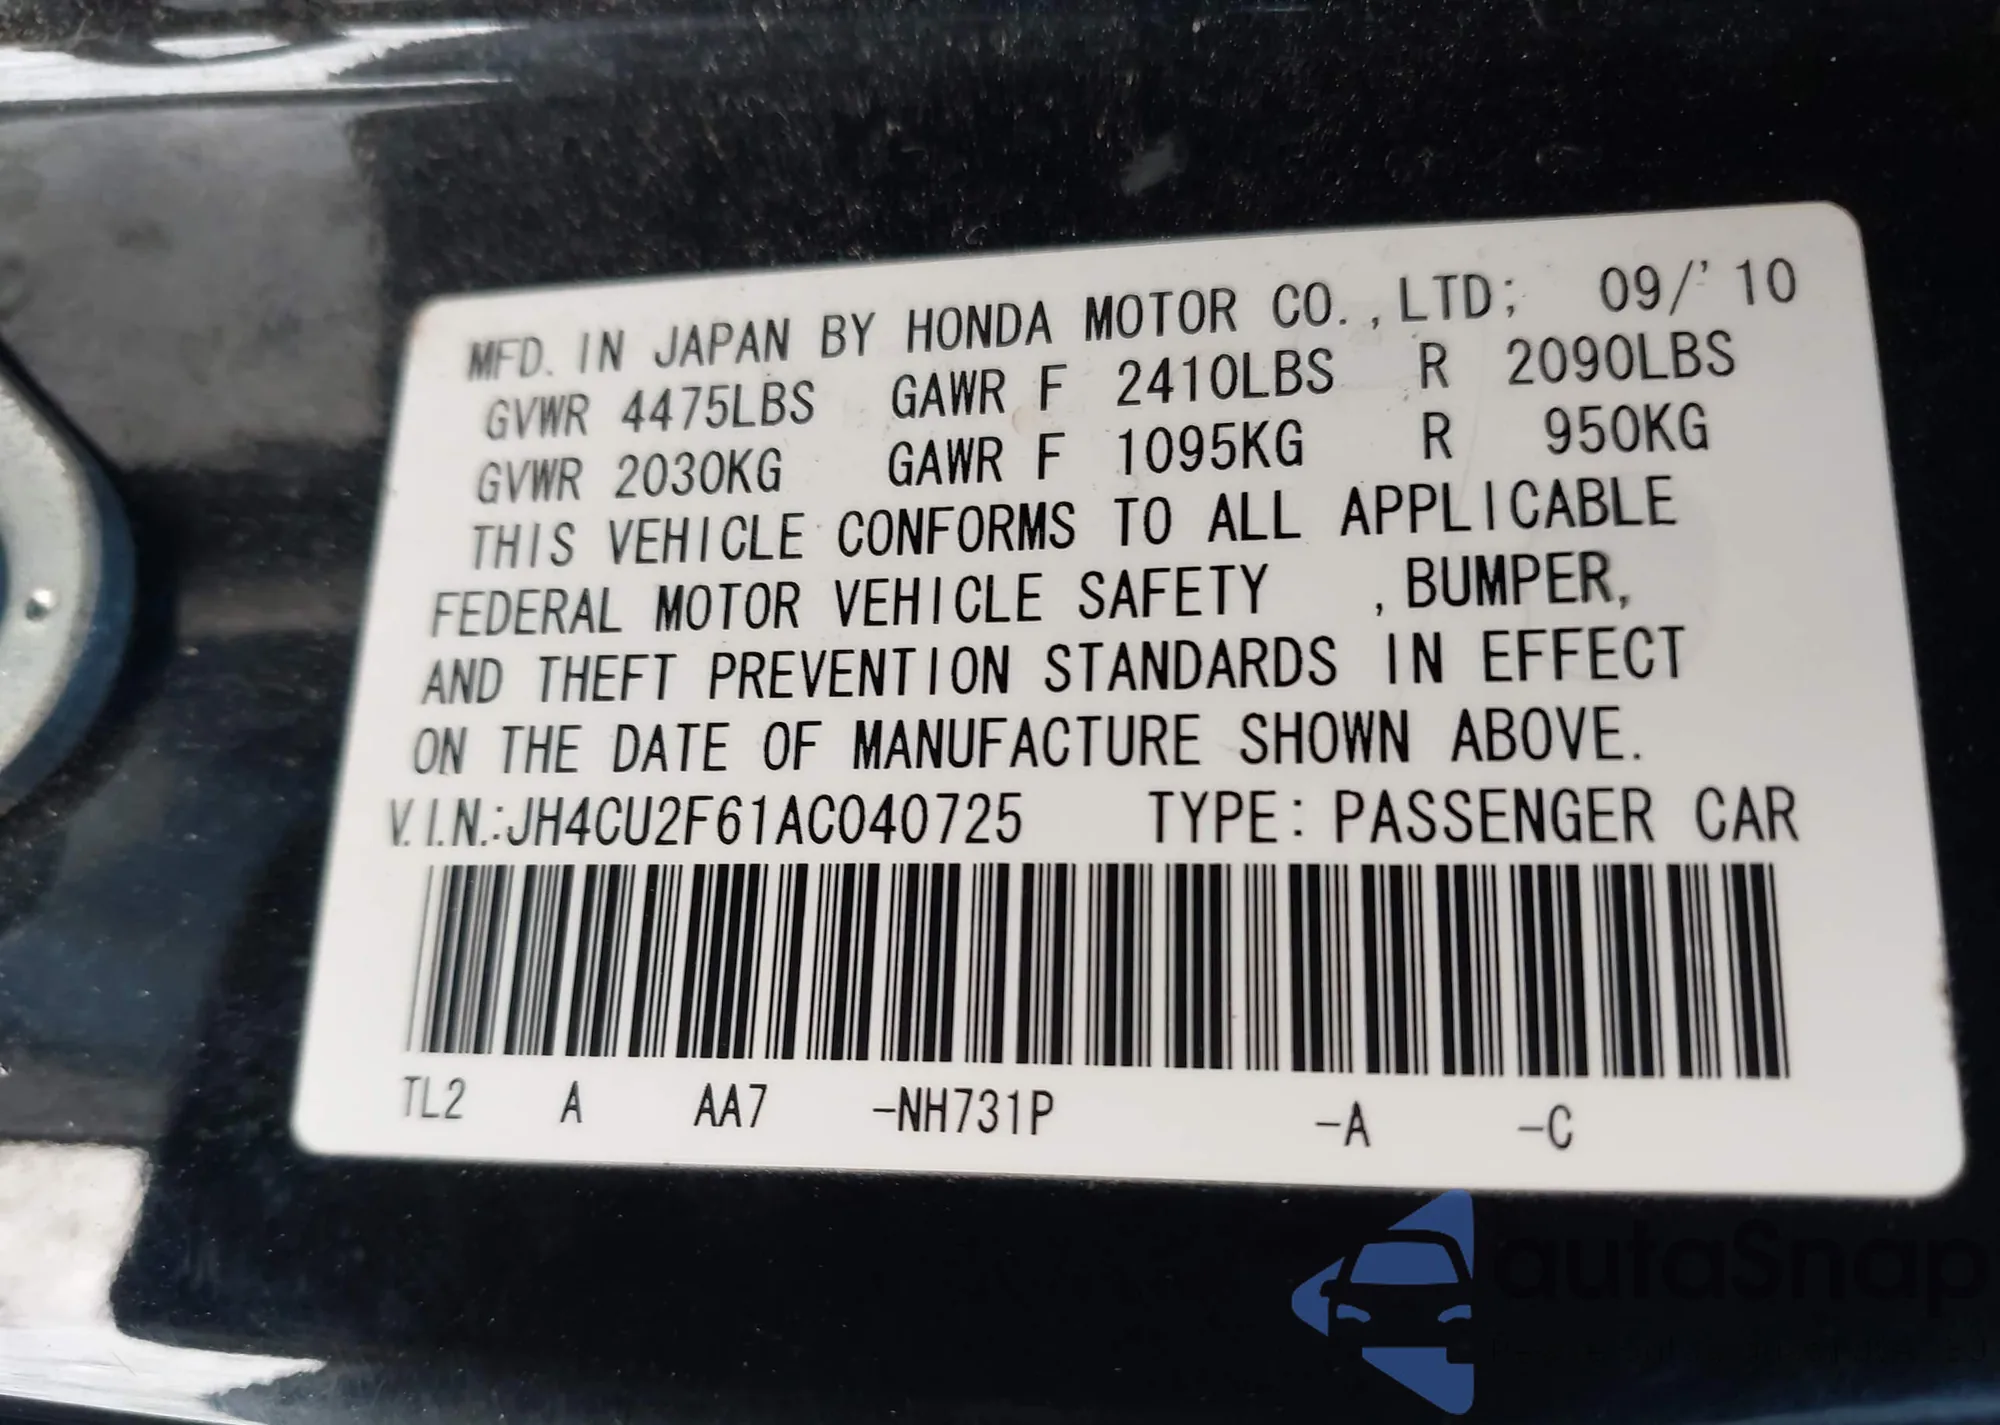 MFD. IN JAPAN BY HONDA MOTOR CO., LTD; 09/'10
GVWR 4475LBS GAWR F 2410LBS R 2090LBS
GVWR 2030KG GAWR F 1095KG R 950KG
THIS VEHICLE CONFORMS TO ALL APPLICABLE
FEDERAL MOTOR VEHICLE SAFETY , BUMPER,
AND THEFT PREVENTION STANDARDS IN EFFECT
ON THE DATE OF MANUFACTURE SHOWN ABOVE.
V.I.N.:JH4CU2F61AC040725 TYPE: PASSENGER CAR
TL2 A AA7 -NH731P -A -C
autaSnap